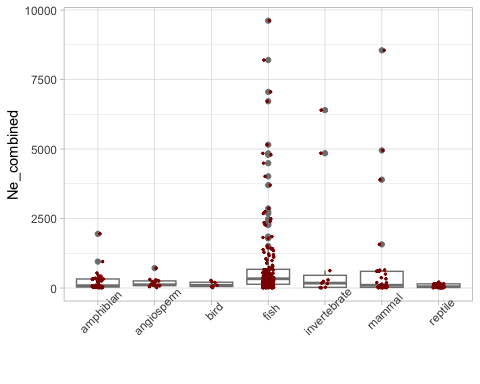 10000
7500
5000
2500
0
Ne_combined
amphibian
angiosperm
bird
fish
invertebrate
mammal
reptile